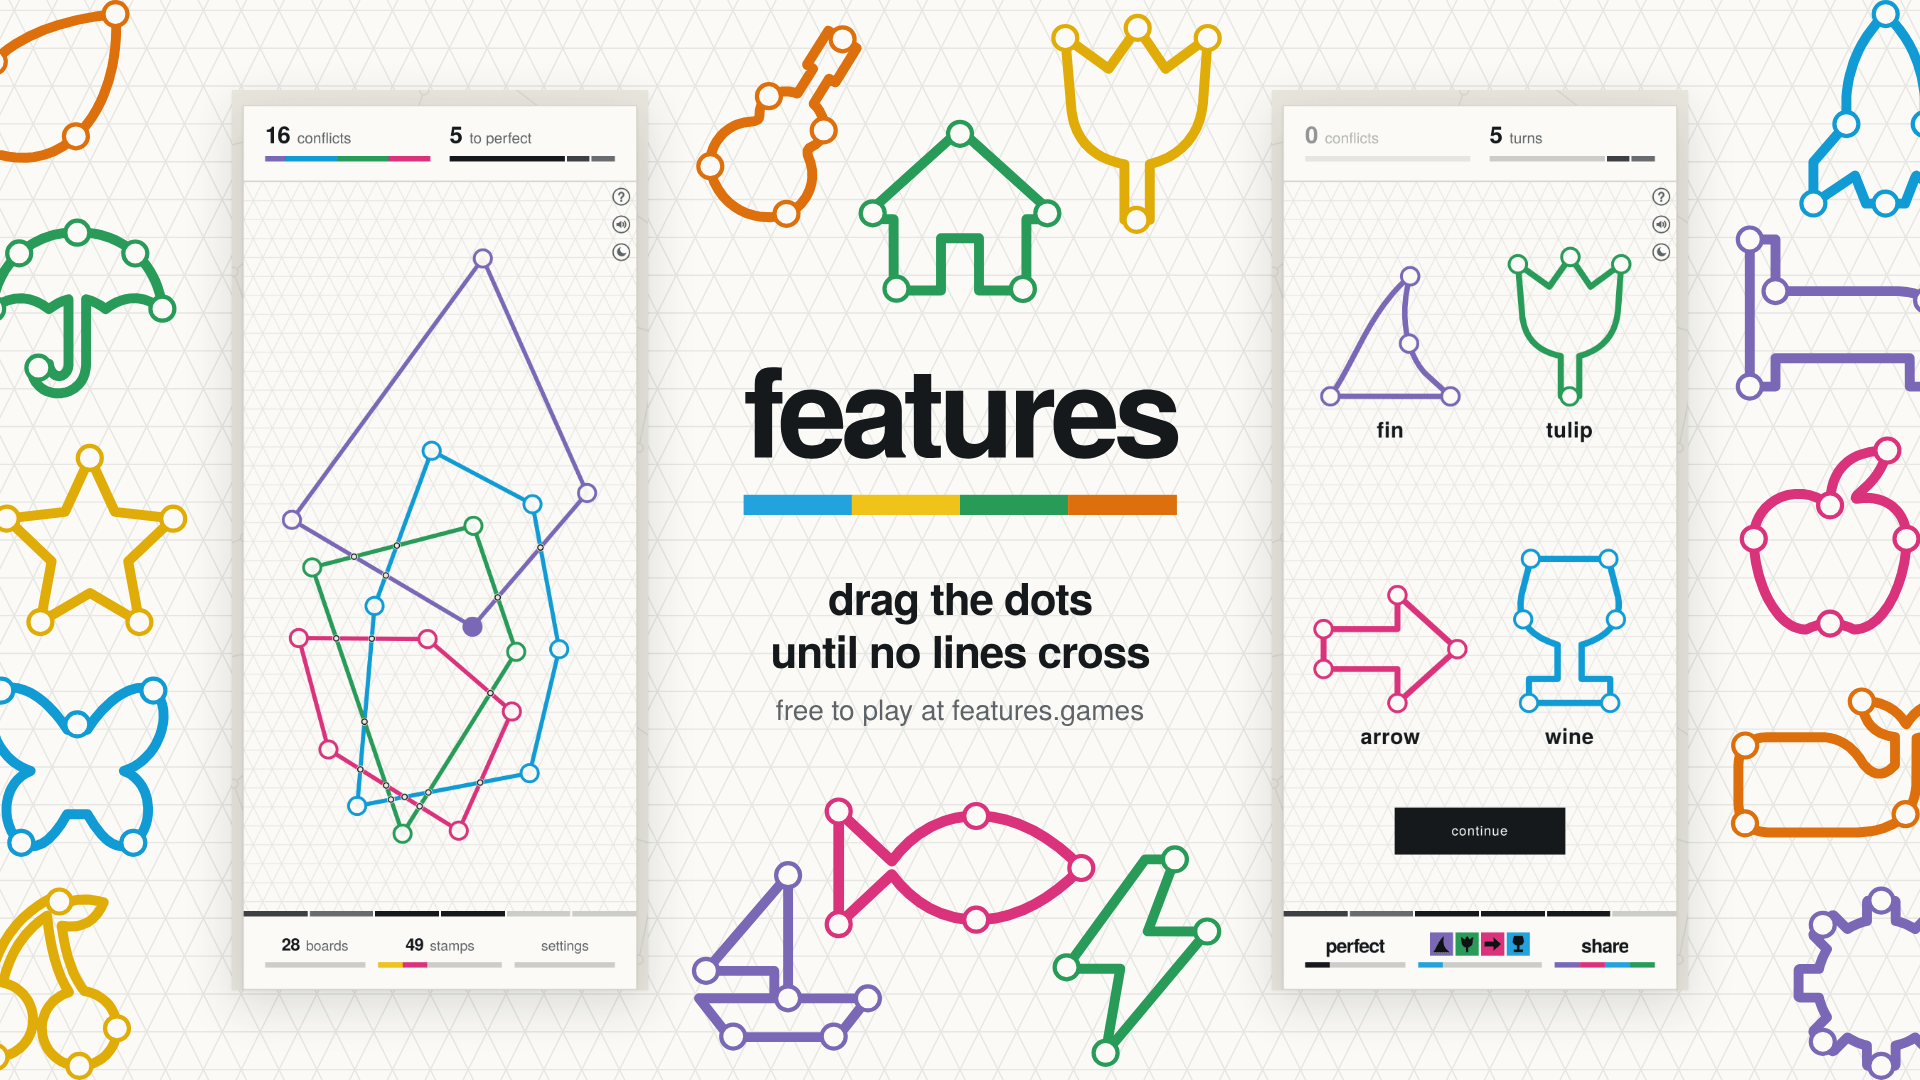 16 conflicts
5 to perfect
?
28 boards
49 stamps
settings
features
drag the dots
until no lines cross
free to play at features.games
0 conflicts
5 turns
?
fin
tulip
arrow
wine
continue
perfect
share